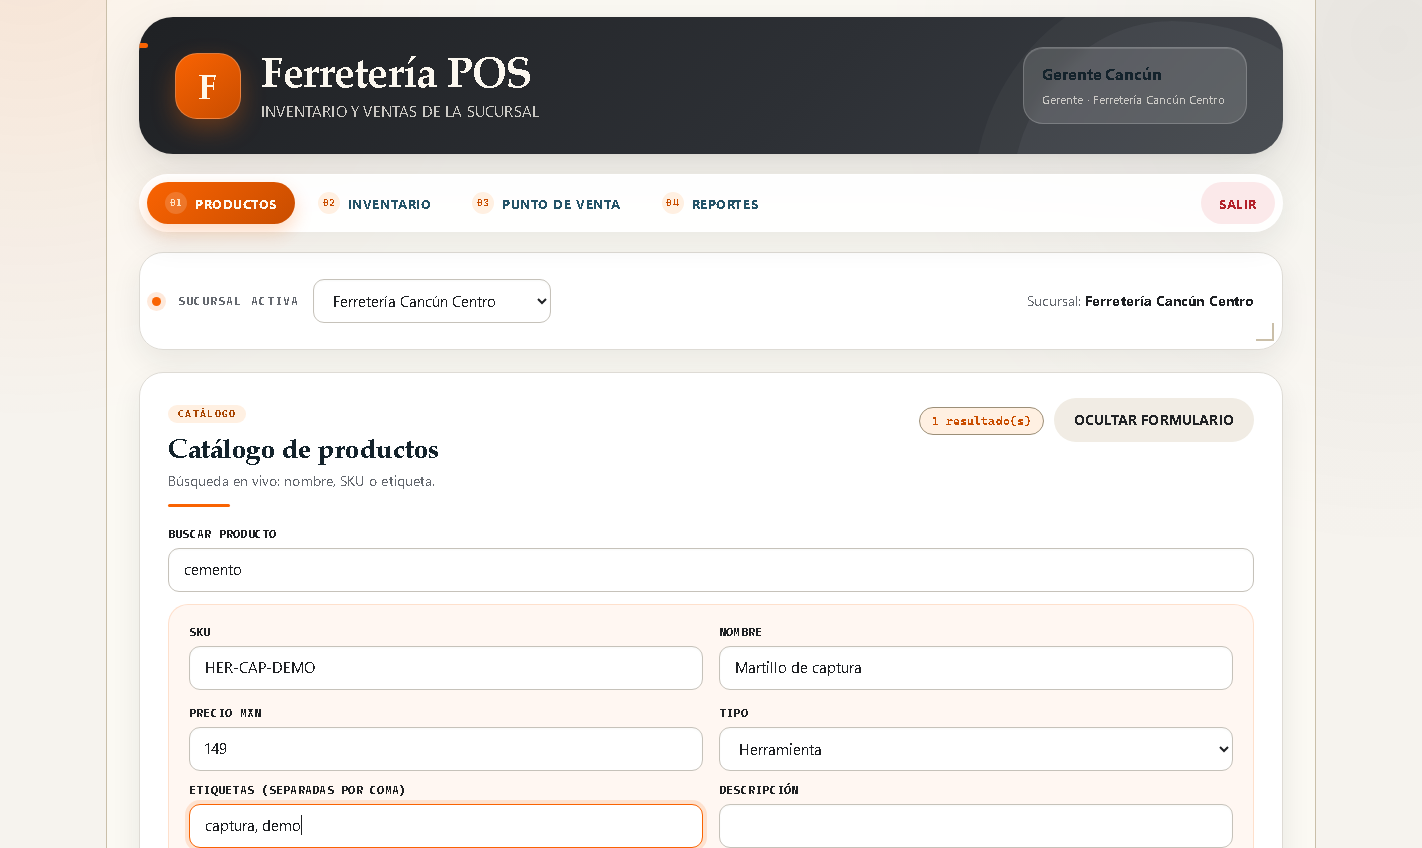 F
Ferretería POS
INVENTARIO Y VENTAS DE LA SUCURSAL
Gerente Cancún
Gerente · Ferretería Cancún Centro
01 PRODUCTOS
02 INVENTARIO
03 PUNTO DE VENTA
04 REPORTES
SALIR
SUCURSAL ACTIVA
Ferretería Cancún Centro
Sucursal: Ferretería Cancún Centro
CATÁLOGO
Catálogo de productos
Búsqueda en vivo: nombre, SKU o etiqueta.
1 resultado(s)
OCULTAR FORMULARIO
BUSCAR PRODUCTO
cemento
SKU
HER-CAP-DEMO
NOMBRE
Martillo de captura
PRECIO MXN
149
TIPO
Herramienta
ETIQUETAS (SEPARADAS POR COMA)
captura, demo
DESCRIPCIÓN